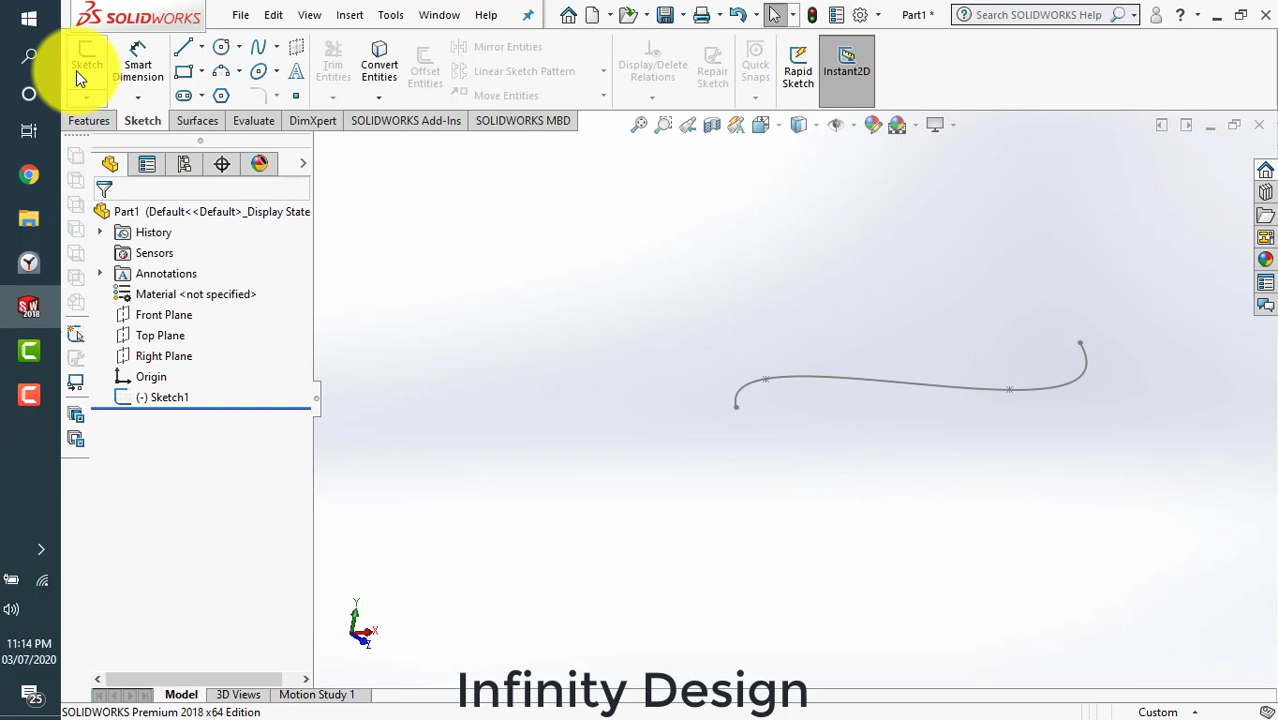 SOLIDWORKS
File
Edit
View
Insert
Tools
Window
Help
Part1 *
Search SOLIDWORKS Help
Sketch
Smart Dimension
Trim Entities
Convert Entities
Offset Entities
Mirror Entities
Linear Sketch Pattern
Move Entities
Display/Delete Relations
Repair Sketch
Quick Snaps
Rapid Sketch
Instant2D
Features
Sketch
Surfaces
Evaluate
DimXpert
SOLIDWORKS Add-Ins
SOLIDWORKS MBD
Part1 (Default<<Default>_Display State
History
Sensors
Annotations
Material <not specified>
Front Plane
Top Plane
Right Plane
Origin
(-) Sketch1
SW
2018
Y
X
Z
11:14 PM
03/07/2020
25
Infinity Design
Model
3D Views
Motion Study 1
SOLIDWORKS Premium 2018 x64 Edition
Custom